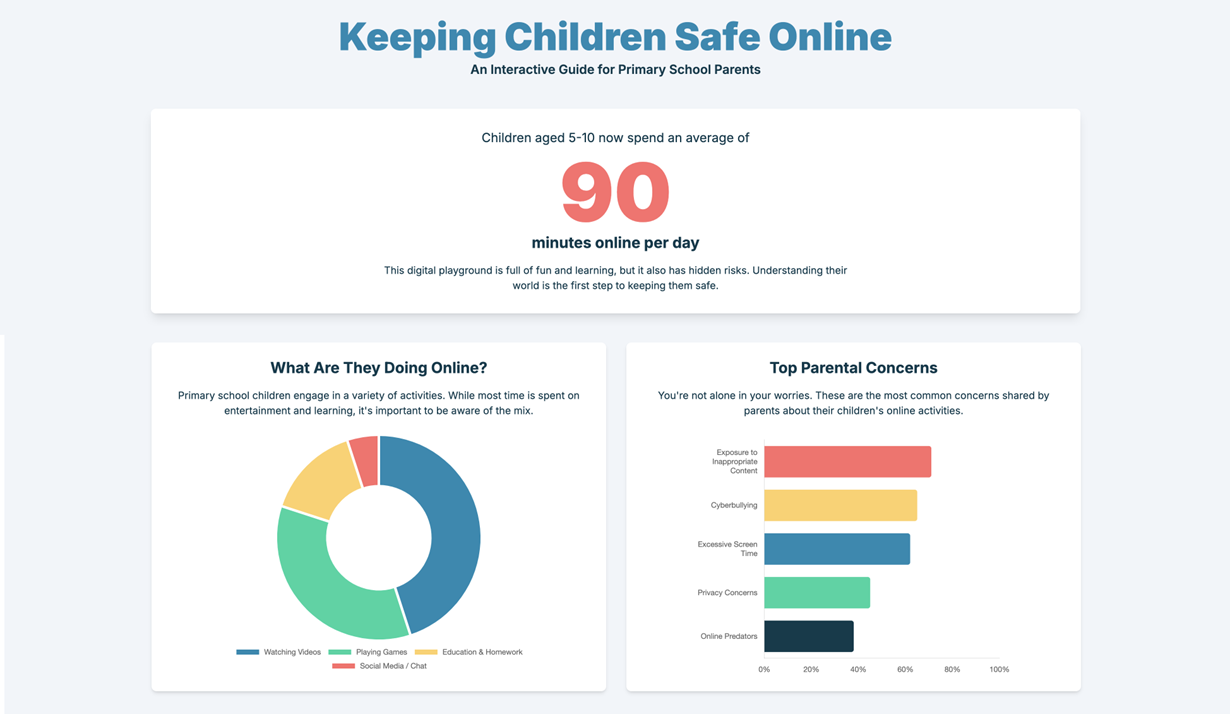 Keeping Children Safe Online
An Interactive Guide for Primary School Parents
Children aged 5-10 now spend an average of
90
minutes online per day
This digital playground is full of fun and learning, but it also has hidden risks. Understanding their
world is the first step to keeping them safe.
What Are They Doing Online?
Primary school children engage in a variety of activities. While most time is spent on
entertainment and learning, it's important to be aware of the mix.
Watching Videos
Playing Games
Education & Homework
Social Media / Chat
Top Parental Concerns
You're not alone in your worries. These are the most common concerns shared by
parents about their children's online activities.
Exposure to
Inappropriate
Content
Cyberbullying
Excessive Screen
Time
Privacy Concerns
Online Predators
0% 20% 40% 60% 80% 100%